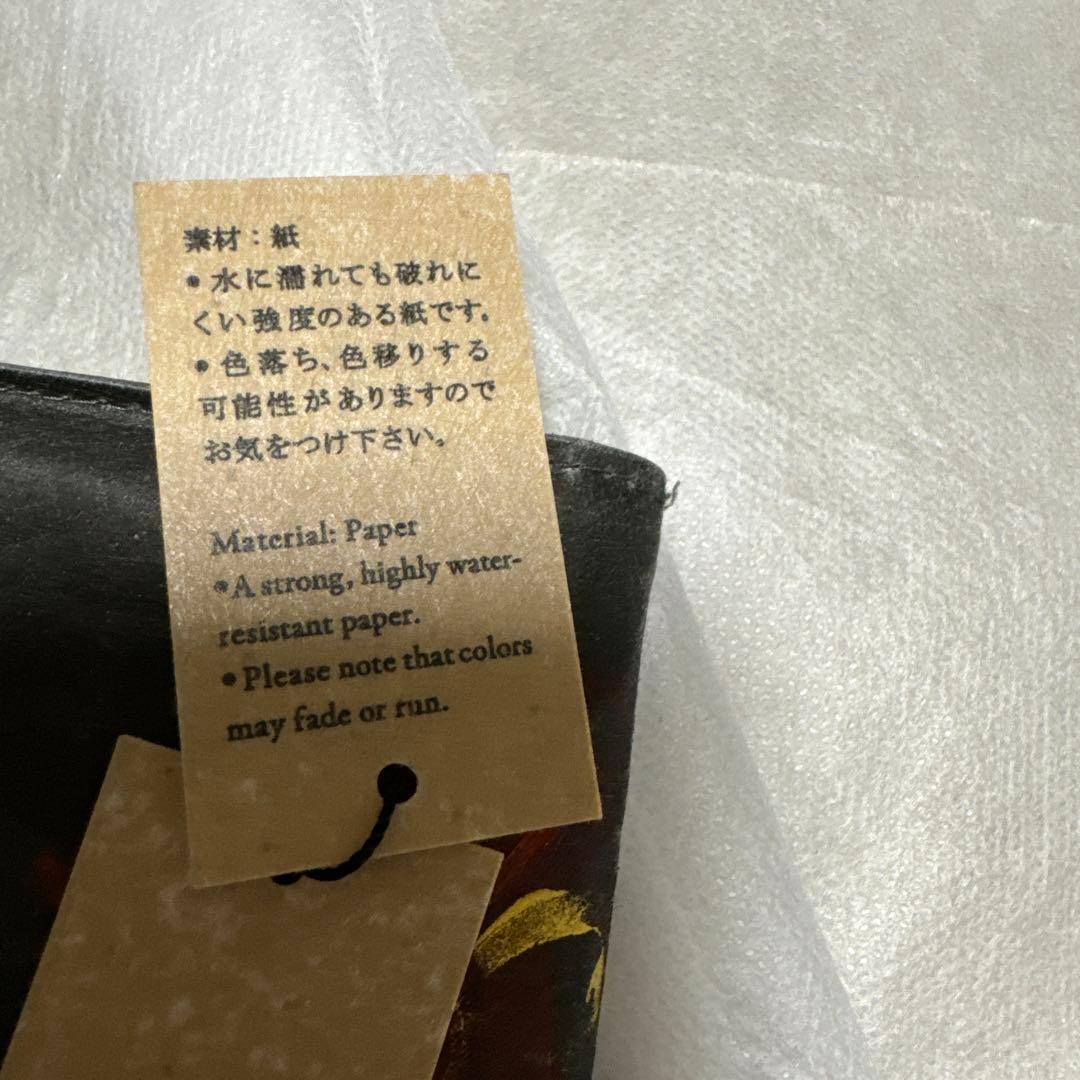 素材：紙
●水に濡れても破れに
くい強度のある紙です。
●色落ち、色移りする
可能性がありますので
お気をつけ下さい。
Material: Paper
●A strong, highly water-
resistant paper.
●Please note that colors
may fade or run.